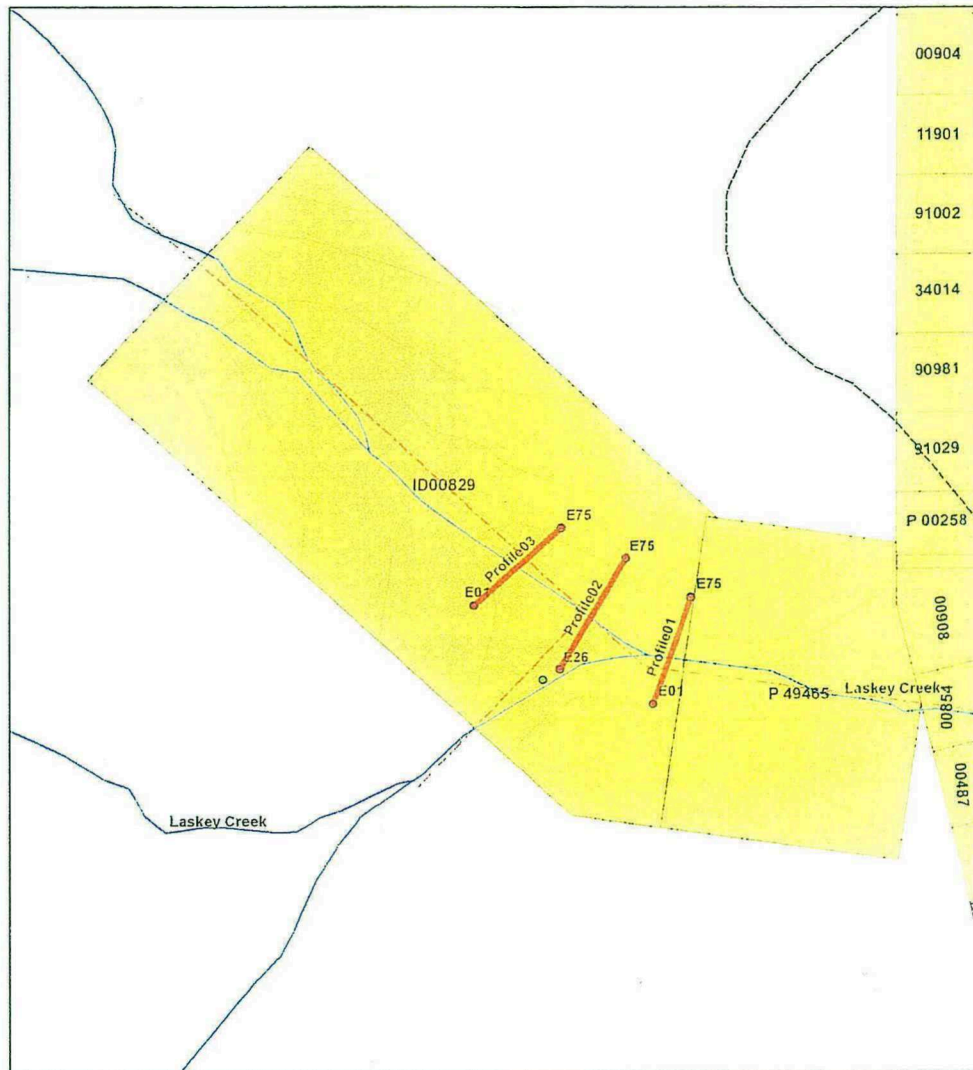 00904
11901
91002
34014
90981
91029
P 00258
00908
00854
00487
ID00829
E75
Profile03
E01
E75
Profile02
E26
E75
Profile01
E01
P 49465
Laskey Creek
Laskey Creek